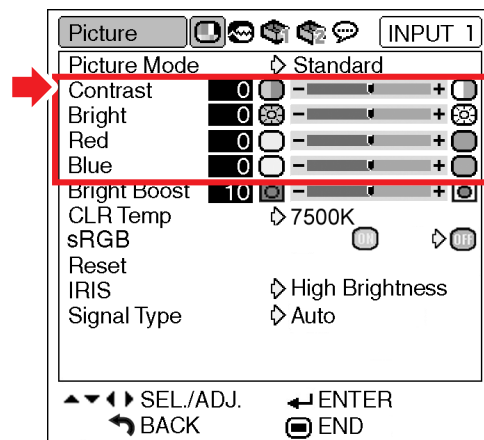 Picture INPUT 1
Picture Mode Standard
Contrast 0 - +
Bright 0 - +
Red 0 - +
Blue 0 - +
Bright Boost 10 - +
CLR Temp 7500K
sRGB ON OFF
Reset
IRIS High Brightness
Signal Type Auto
SEL./ADJ. ENTER
BACK END